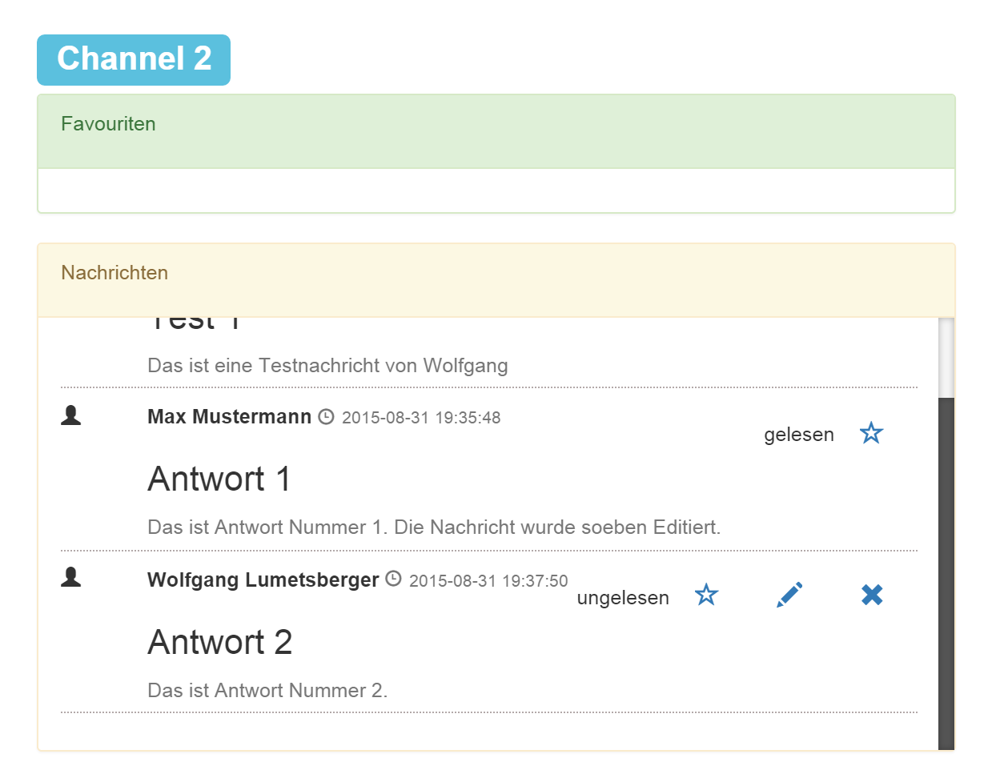 Channel 2
Favouriten
Nachrichten
Test 1
Das ist eine Testnachricht von Wolfgang
Max Mustermann 2015-08-31 19:35:48
gelesen
Antwort 1
Das ist Antwort Nummer 1. Die Nachricht wurde soeben Editiert.
Wolfgang Lumetsberger 2015-08-31 19:37:50
ungelesen
Antwort 2
Das ist Antwort Nummer 2.